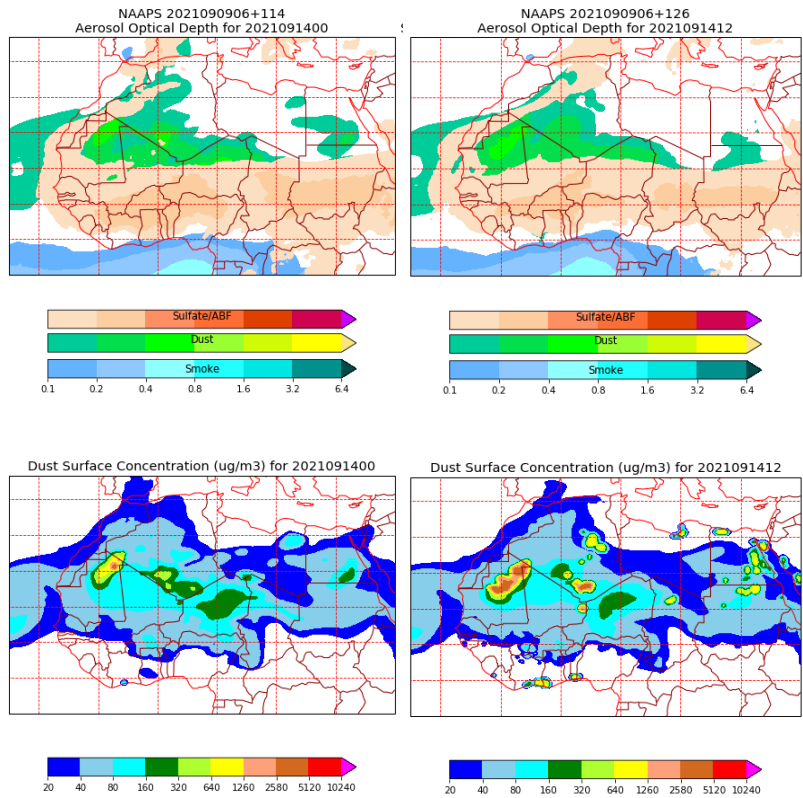 NAAPS 2021090906+114
Aerosol Optical Depth for 2021091400
NAAPS 2021090906+126
Aerosol Optical Depth for 2021091412
Sulfate/ABF
Dust
Smoke
0.1 0.2 0.4 0.8 1.6 3.2 6.4
Sulfate/ABF
Dust
Smoke
0.1 0.2 0.4 0.8 1.6 3.2 6.4
Dust Surface Concentration (ug/m3) for 2021091400
Dust Surface Concentration (ug/m3) for 2021091412
20 40 80 160 320 640 1260 2580 5120 10240
20 40 80 160 320 640 1260 2580 5120 10240